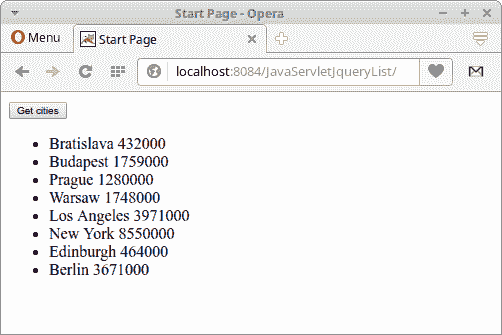 Start Page - Opera
Menu
Start Page
localhost:8084/JavaServletJqueryList/
Get cities
Bratislava 432000
Budapest 1759000
Prague 1280000
Warsaw 1748000
Los Angeles 3971000
New York 8550000
Edinburgh 464000
Berlin 3671000